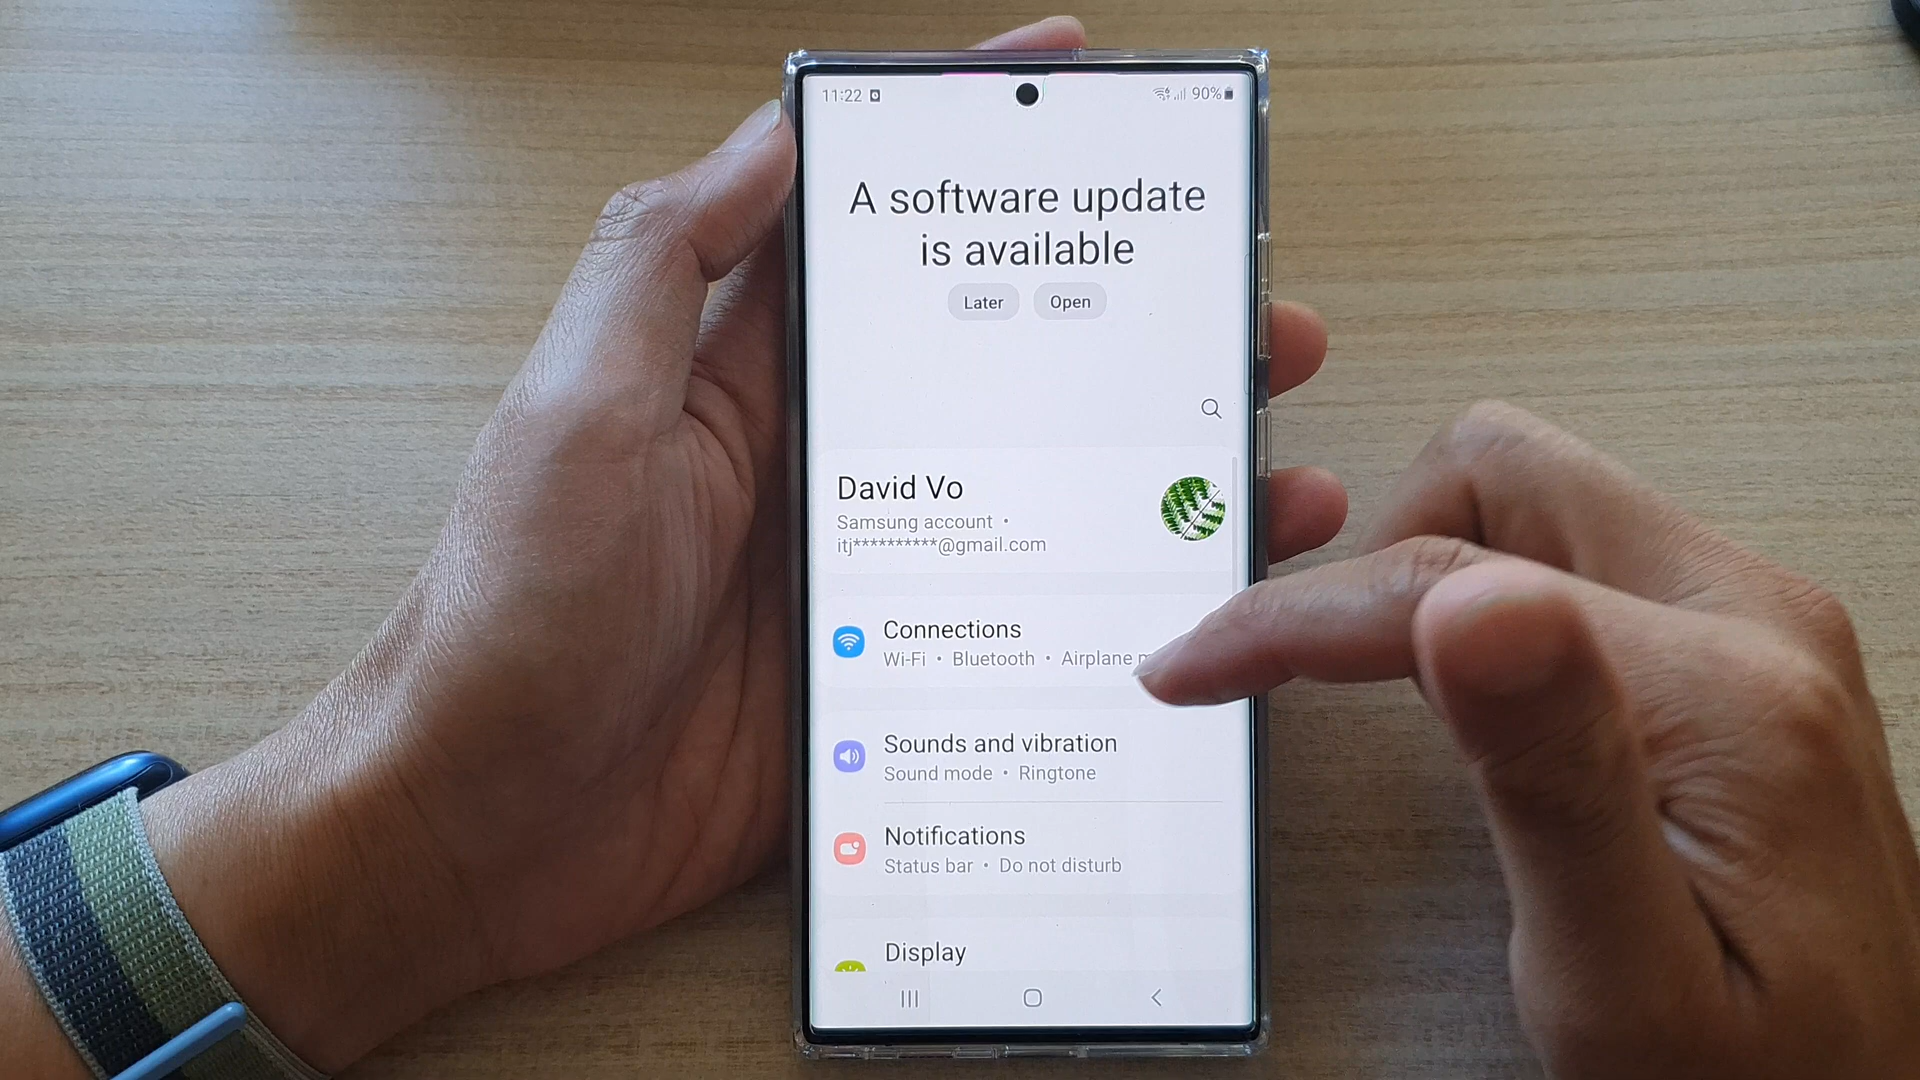 11:22 90%
A software update
is available
Later Open
David Vo
Samsung account •
itj**********@gmail.com
Connections
Wi-Fi • Bluetooth • Airplane
Sounds and vibration
Sound mode • Ringtone
Notifications
Status bar • Do not disturb
Display